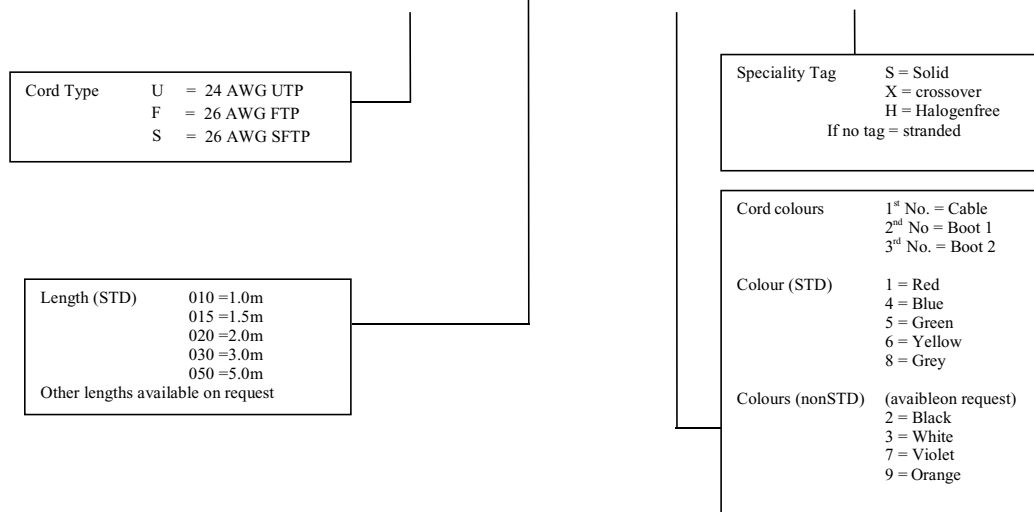 Cord Type U = 24 AWG UTP
F = 26 AWG FTP
S = 26 AWG SFTP
Length (STD) 010 =1.0m
015 =1.5m
020 =2.0m
030 =3.0m
050 =5.0m
Other lengths available on request
Speciality Tag S = Solid
X = crossover
H = Halogenfree
If no tag = stranded
Cord colours 1st No. = Cable
2nd No = Boot 1
3rd No. = Boot 2
Colour (STD) 1 = Red
4 = Blue
5 = Green
6 = Yellow
8 = Grey
Colours (nonSTD) (avaibleon request)
2 = Black
3 = White
7 = Violet
9 = Orange